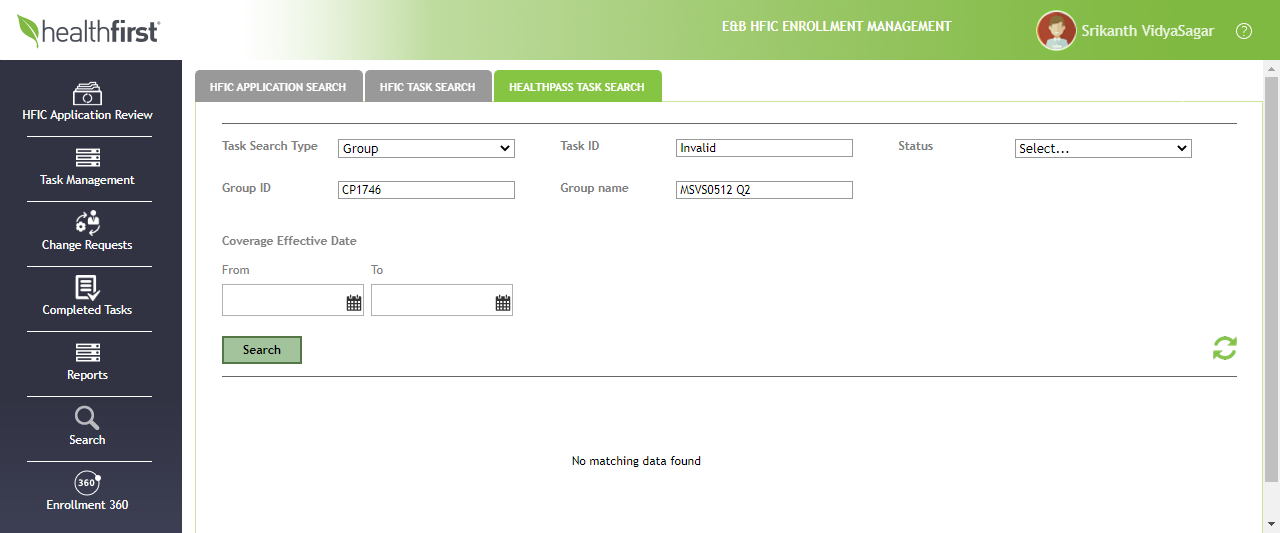 healthfirst®
E&B HFIC ENROLLMENT MANAGEMENT
Srikanth VidyaSagar
?
HFIC Application Review
Task Management
Change Requests
Completed Tasks
Reports
Search
360
Enrollment 360
HFIC APPLICATION SEARCH
HFIC TASK SEARCH
HEALTHPASS TASK SEARCH
Task Search Type Group Task ID Invalid Status Select...
Group ID CP1746 Group name MSVS0512 Q2
Coverage Effective Date
From To
Search
No matching data found